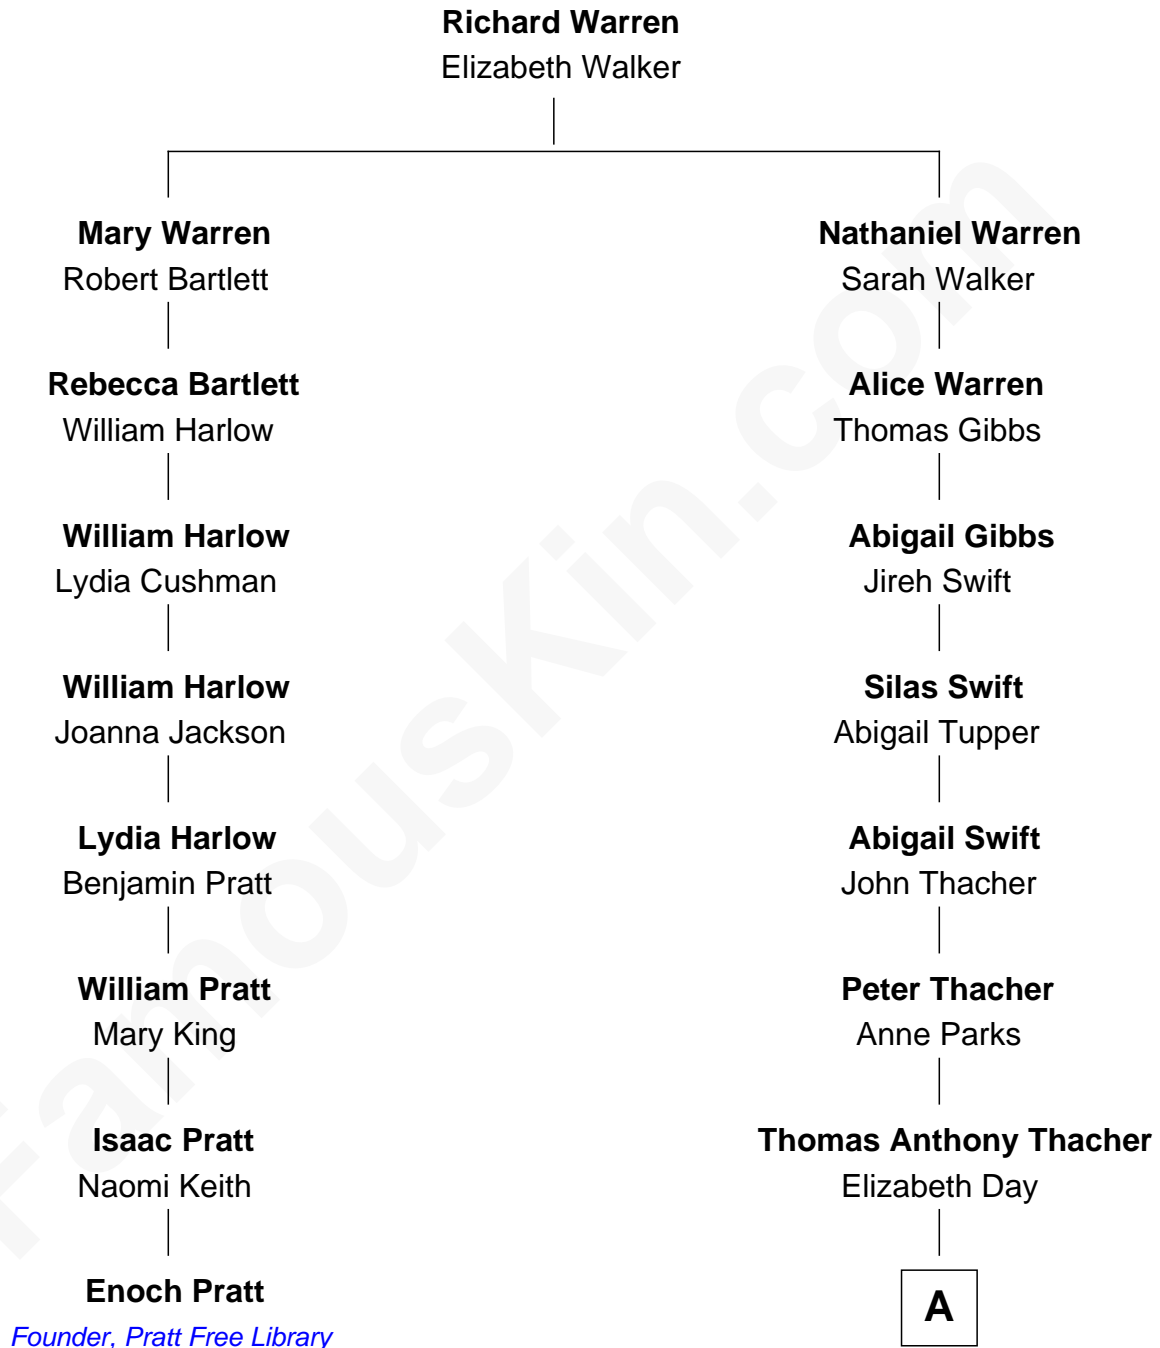 Richard Warren
Elizabeth Walker
Mary Warren
Robert Bartlett
Nathaniel Warren
Sarah Walker
Rebecca Bartlett
William Harlow
Alice Warren
Thomas Gibbs
William Harlow
Lydia Cushman
Abigail Gibbs
Jireh Swift
William Harlow
Joanna Jackson
Silas Swift
Abigail Tupper
Lydia Harlow
Benjamin Pratt
Abigail Swift
John Thacher
William Pratt
Mary King
Peter Thacher
Anne Parks
Isaac Pratt
Naomi Keith
Thomas Anthony Thacher
Elizabeth Day
Enoch Pratt
Founder, Pratt Free Library
A
FamousKin.com